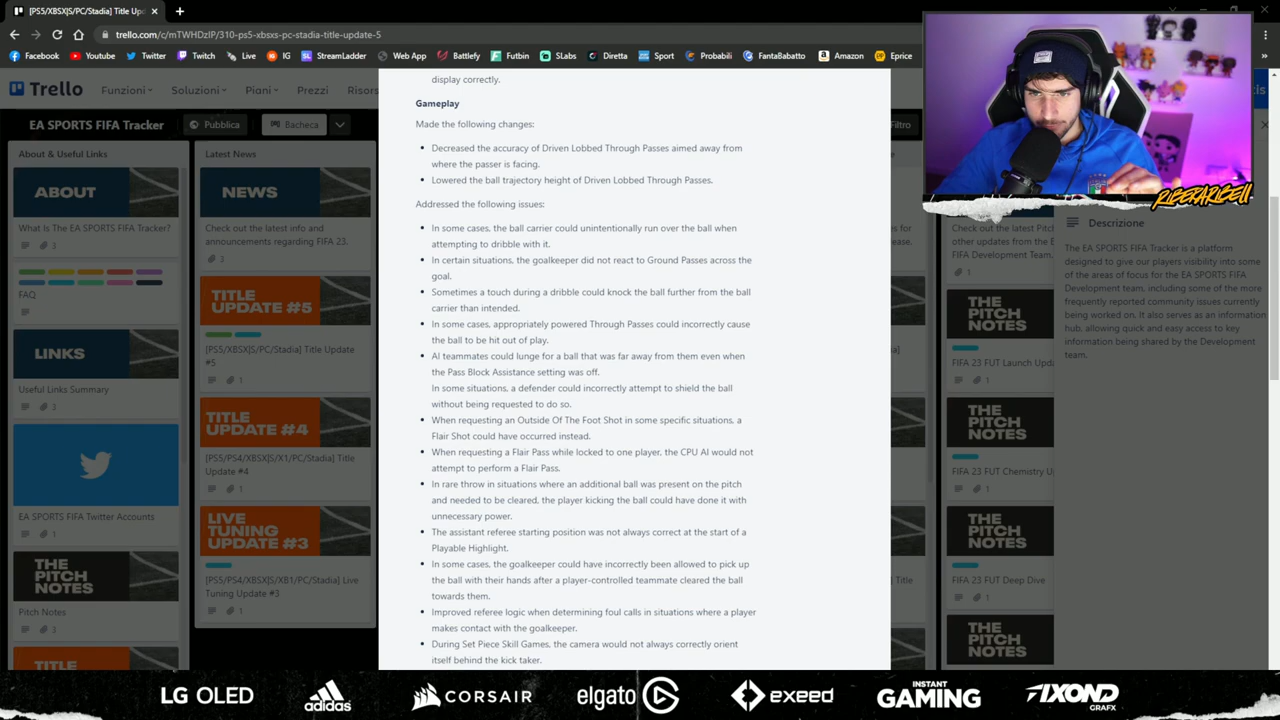 [PS5/XBSX|S/PC/Stadia] Title Upd
trello.com/c/mTWHDzIP/310-ps5-xbsxs-pc-stadia-title-update-5
Facebook
Youtube
Twitter
Twitch
Live
IG
Streamladder
Web App
Battlefy
Futbin
SLabs
Diretta
Sport
Probabili
FantaBabatto
Amazon
Eprice
Trello
Funzioni
Soluzioni
Piani
Prezzi
Risors
EA SPORTS FIFA Tracker
Pubblica
Bacheca
Filtro
About & Useful Links
ABOUT
What Is The EA SPORTS FIFA Tracker?
3
FAQ
LINKS
Useful Links Summary
3
EA SPORTS FIFA Twitter Accounts
1
THE
PITCH
NOTES
Pitch Notes
3
TITLE
Latest News
NEWS
Check out the latest info and
announcements regarding FIFA 23.
3
TITLE
UPDATE #5
[PS5/XBSX|S/PC/Stadia] Title Update
#5
1
TITLE
UPDATE #4
[PS5/PS4/XBSX|S/X1/PC/Stadia] Title
Update #4
1
LIVE
TUNING
UPDATE #3
[PS5/PS4/XBSX|S/XB1/PC/Stadia] Live
Tuning Update #3
1
display correctly.
Gameplay
Made the following changes:
Decreased the accuracy of Driven Lobbed Through Passes aimed away from
where the passer is facing.
Lowered the ball trajectory height of Driven Lobbed Through Passes.
Addressed the following issues:
In some cases, the ball carrier could unintentionally run over the ball when
attempting to dribble with it.
In certain situations, the goalkeeper did not react to Ground Passes across the
goal.
Sometimes a touch during a dribble could knock the ball further from the ball
carrier than intended.
In some cases, appropriately powered Through Passes could incorrectly cause
the ball to be hit out of play.
AI teammates could lunge for a ball that was far away from them even when
the Pass Block Assistance setting was off.
In some situations, a defender could incorrectly attempt to shield the ball
without being requested to do so.
When requesting an Outside Of The Foot Shot in some specific situations, a
Flair Shot could have occurred instead.
When requesting a Flair Pass while locked to one player, the CPU AI would not
attempt to perform a Flair Pass.
In rare throw in situations where an additional ball was present on the pitch
and needed to be cleared, the player kicking the ball could have done it with
unnecessary power.
The assistant referee starting position was not always correct at the start of a
Playable Highlight.
In some cases, the goalkeeper could have incorrectly been allowed to pick up
the ball with their hands after a player-controlled teammate cleared the ball
towards them.
Improved referee logic when determining foul calls in situations where a player
makes contact with the goalkeeper.
During Set Piece Skill Games, the camera would not always correctly orient
itself behind the kick taker.
es for
ease.
]
] Title
Check out the latest Pitch
other updates from the E
FIFA Development Team.
1
THE
PITCH
NOTES
FIFA 23 FUT Launch Upda
1
THE
PITCH
NOTES
FIFA 23 FUT Chemistry U
1
THE
PITCH
NOTES
FIFA 23 FUT Deep Dive
1
THE
PITCH
NOTES
RIBERARIBELL
Descrizione
The EA SPORTS FIFA Tracker is a platform
designed to give our players visibility into
some of the areas of focus for the EA SPORTS FIFA
Development team, including some of the more
frequently reported community issues currently
being worked on. It also serves as an information
hub, allowing quick and easy access to key
information being shared by the Development
team.
LG OLED
adidas
CORSAIR
elgato
exeed
INSTANT
GAMING
FIXOND
GRAFX